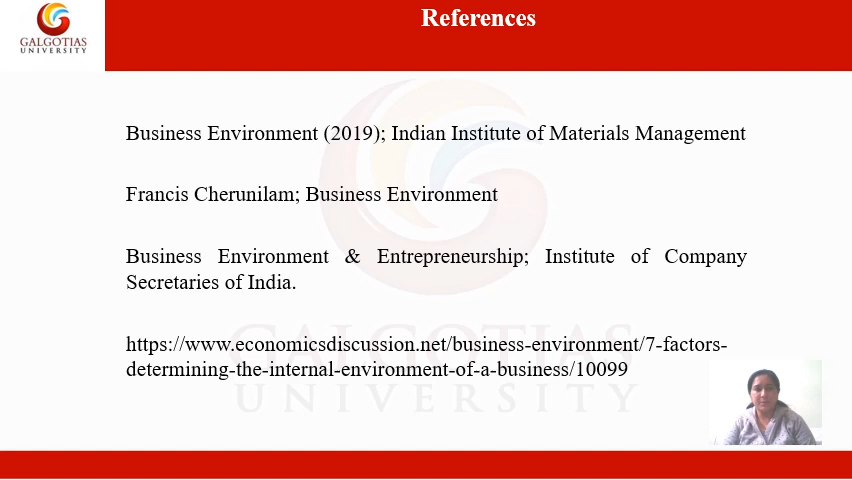 References
GALGOTIAS
UNIVERSITY
Business Environment (2019); Indian Institute of Materials Management
Francis Cherunilam; Business Environment
Business Environment & Entrepreneurship; Institute of Company
Secretaries of India.
https://www.economicsdiscussion.net/business-environment/7-factors-
determining-the-internal-environment-of-a-business/10099
GALGOTIAS
UNIVERSITY